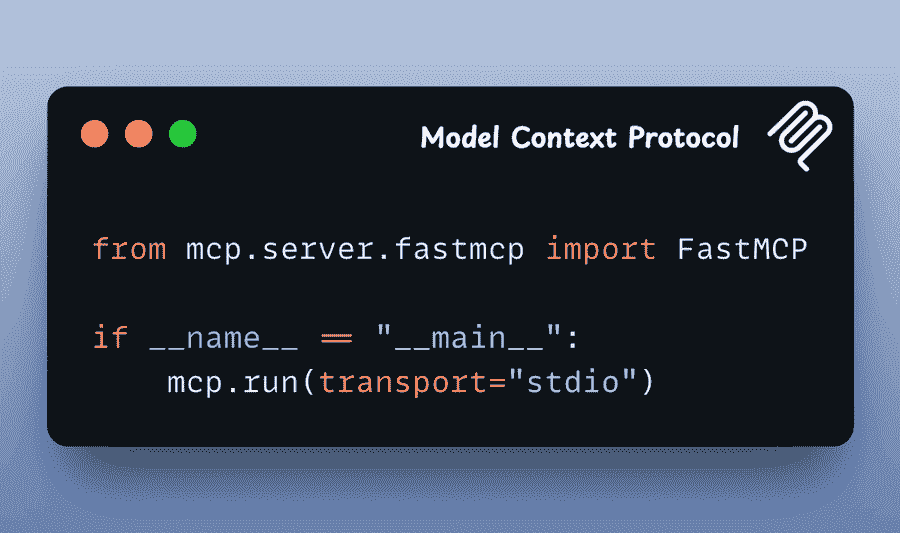 Model Context Protocol
from mcp.server.fastmcp import FastMCP
if __name__ == "__main__":
    mcp.run(transport="stdio")